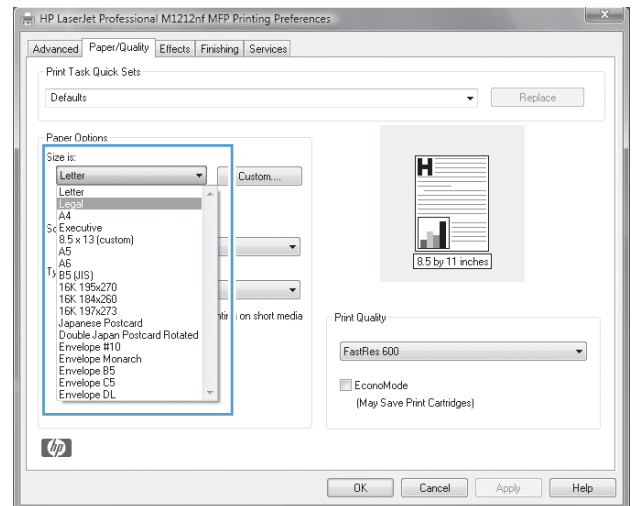 HP LaserJet Professional M1212nf MFP Printing Preferences
Advanced Paper/Quality Effects Finishing Services
Print Task Quick Sets
Defaults Replace
Paper Options
Size is:
Letter Custom....
Letter
Legal
A4
Executive
8.5 x 13 (custom)
A5
A6
B5 (JIS)
16K 195x270
16K 184x260
16K 197x273
Japanese Postcard
Double Japan Postcard Rotated
Envelope #10
Envelope Monarch
Envelope B5
Envelope C5
Envelope DL
on short media
H
8.5 by 11 inches
Print Quality
FastRes 600
EconoMode
(May Save Print Cartridges)
hp
OK Cancel Apply Help